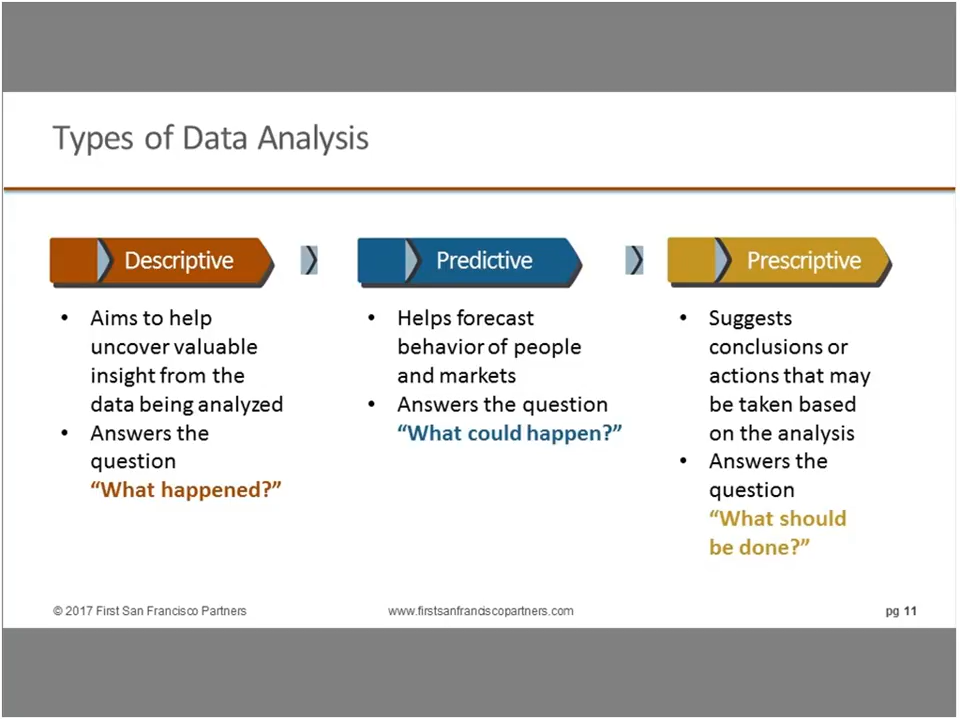 Types of Data Analysis
Descriptive
• Aims to help
uncover valuable
insight from the
data being analyzed
• Answers the
question
“What happened?”
Predictive
• Helps forecast
behavior of people
and markets
• Answers the question
“What could happen?”
Prescriptive
• Suggests
conclusions or
actions that may
be taken based
on the analysis
• Answers the
question
“What should
be done?”
© 2017 First San Francisco Partners
www.firstsanfranciscopartners.com
pg 11